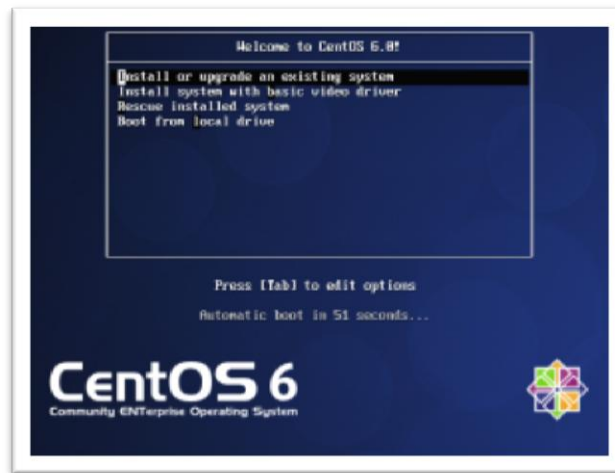 Welcome to CentOS 6.0!
Install or upgrade an existing system
Install system with basic video driver
Rescue installed system
Boot from local drive
Press [Tab] to edit options
Automatic boot in 51 seconds...
CentOS 6
Community ENTerprise Operating System